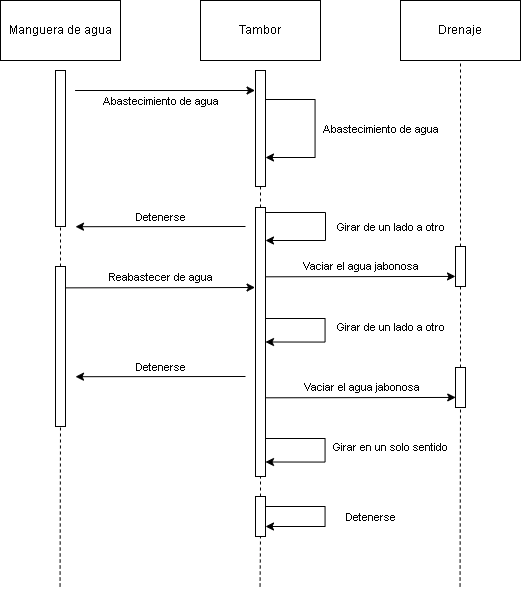 Manguera de agua
Tambor
Drenaje
Abastecimiento de agua
Abastecimiento de agua
Detenerse
Girar de un lado a otro
Vaciar el agua jabonosa
Reabastecer de agua
Girar de un lado a otro
Detenerse
Vaciar el agua jabonosa
Girar en un solo sentido
Detenerse